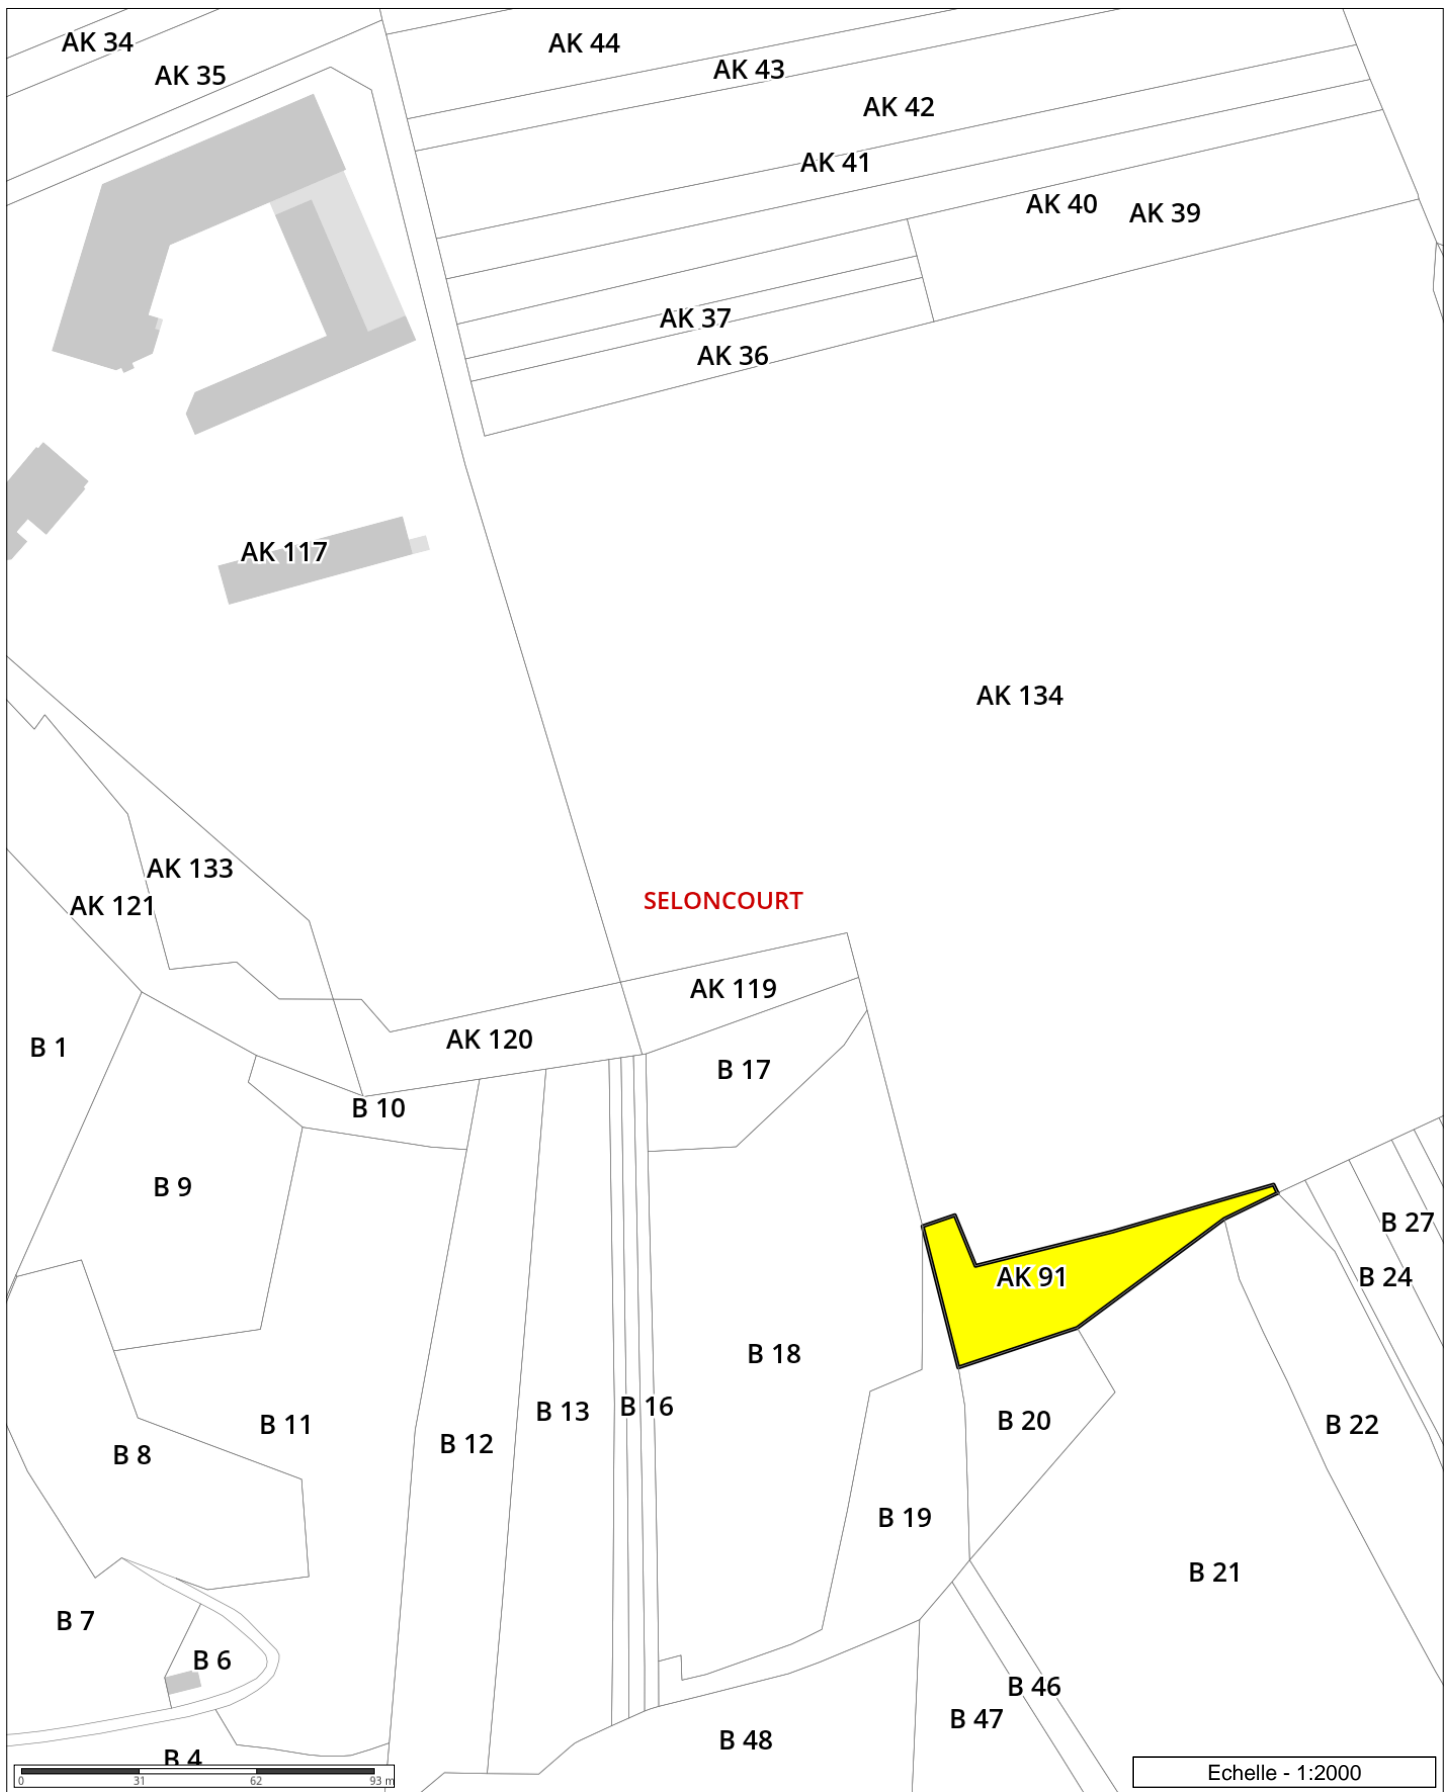 AK 34
AK 44
AK 43
AK 35
AK 42
AK 41
AK 40
AK 39
AK 37
AK 36
AK 117
AK 134
AK 133
SELONCOURT
AK 121
AK 119
AK 120
B 1
B 17
B 10
B 9
B 27
AK 91
B 24
B 18
B 16
B 13
B 20
B 11
B 22
B 12
B 8
B 19
B 21
B 7
B 6
B 46
B 47
B 48
B 4
0 31 62 93 m
Echelle - 1:2000